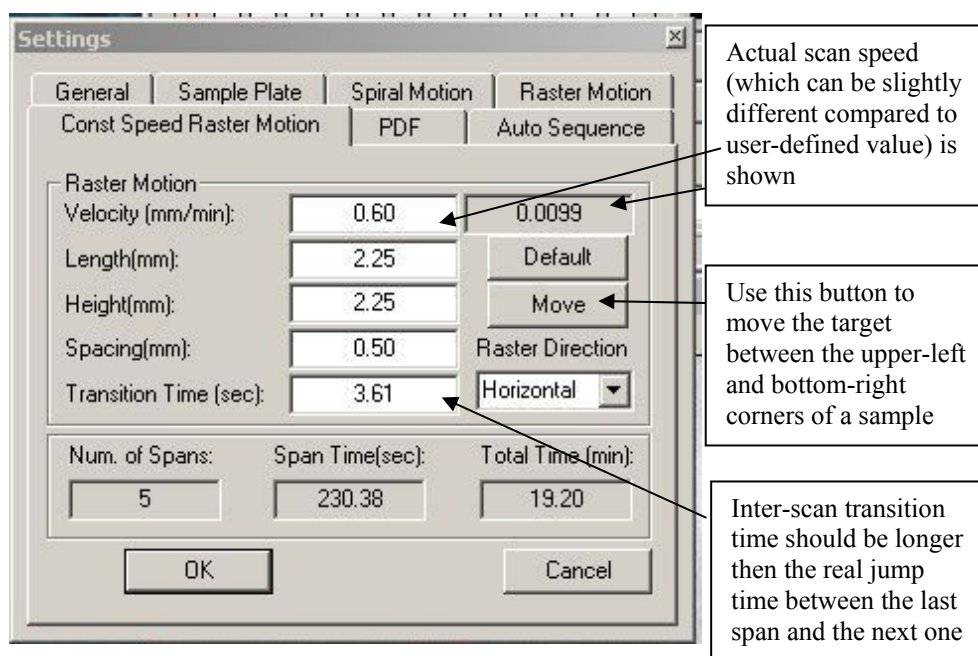 Settings
General Sample Plate Spiral Motion Raster Motion
Const Speed Raster Motion PDF Auto Sequence
Raster Motion
Velocity (mm/min): 0.60 0.0099
Length(mm): 2.25 Default
Height(mm): 2.25 Move
Spacing(mm): 0.50 Raster Direction
Transition Time (sec): 3.61 Horizontal
Num. of Spans: Span Time(sec): Total Time (min):
5 230.38 19.20
OK Cancel
Actual scan speed
(which can be slightly
different compared to
user-defined value) is
shown
Use this button to
move the target
between the upper-left
and bottom-right
corners of a sample
Inter-scan transition
time should be longer
then the real jump
time between the last
span and the next one